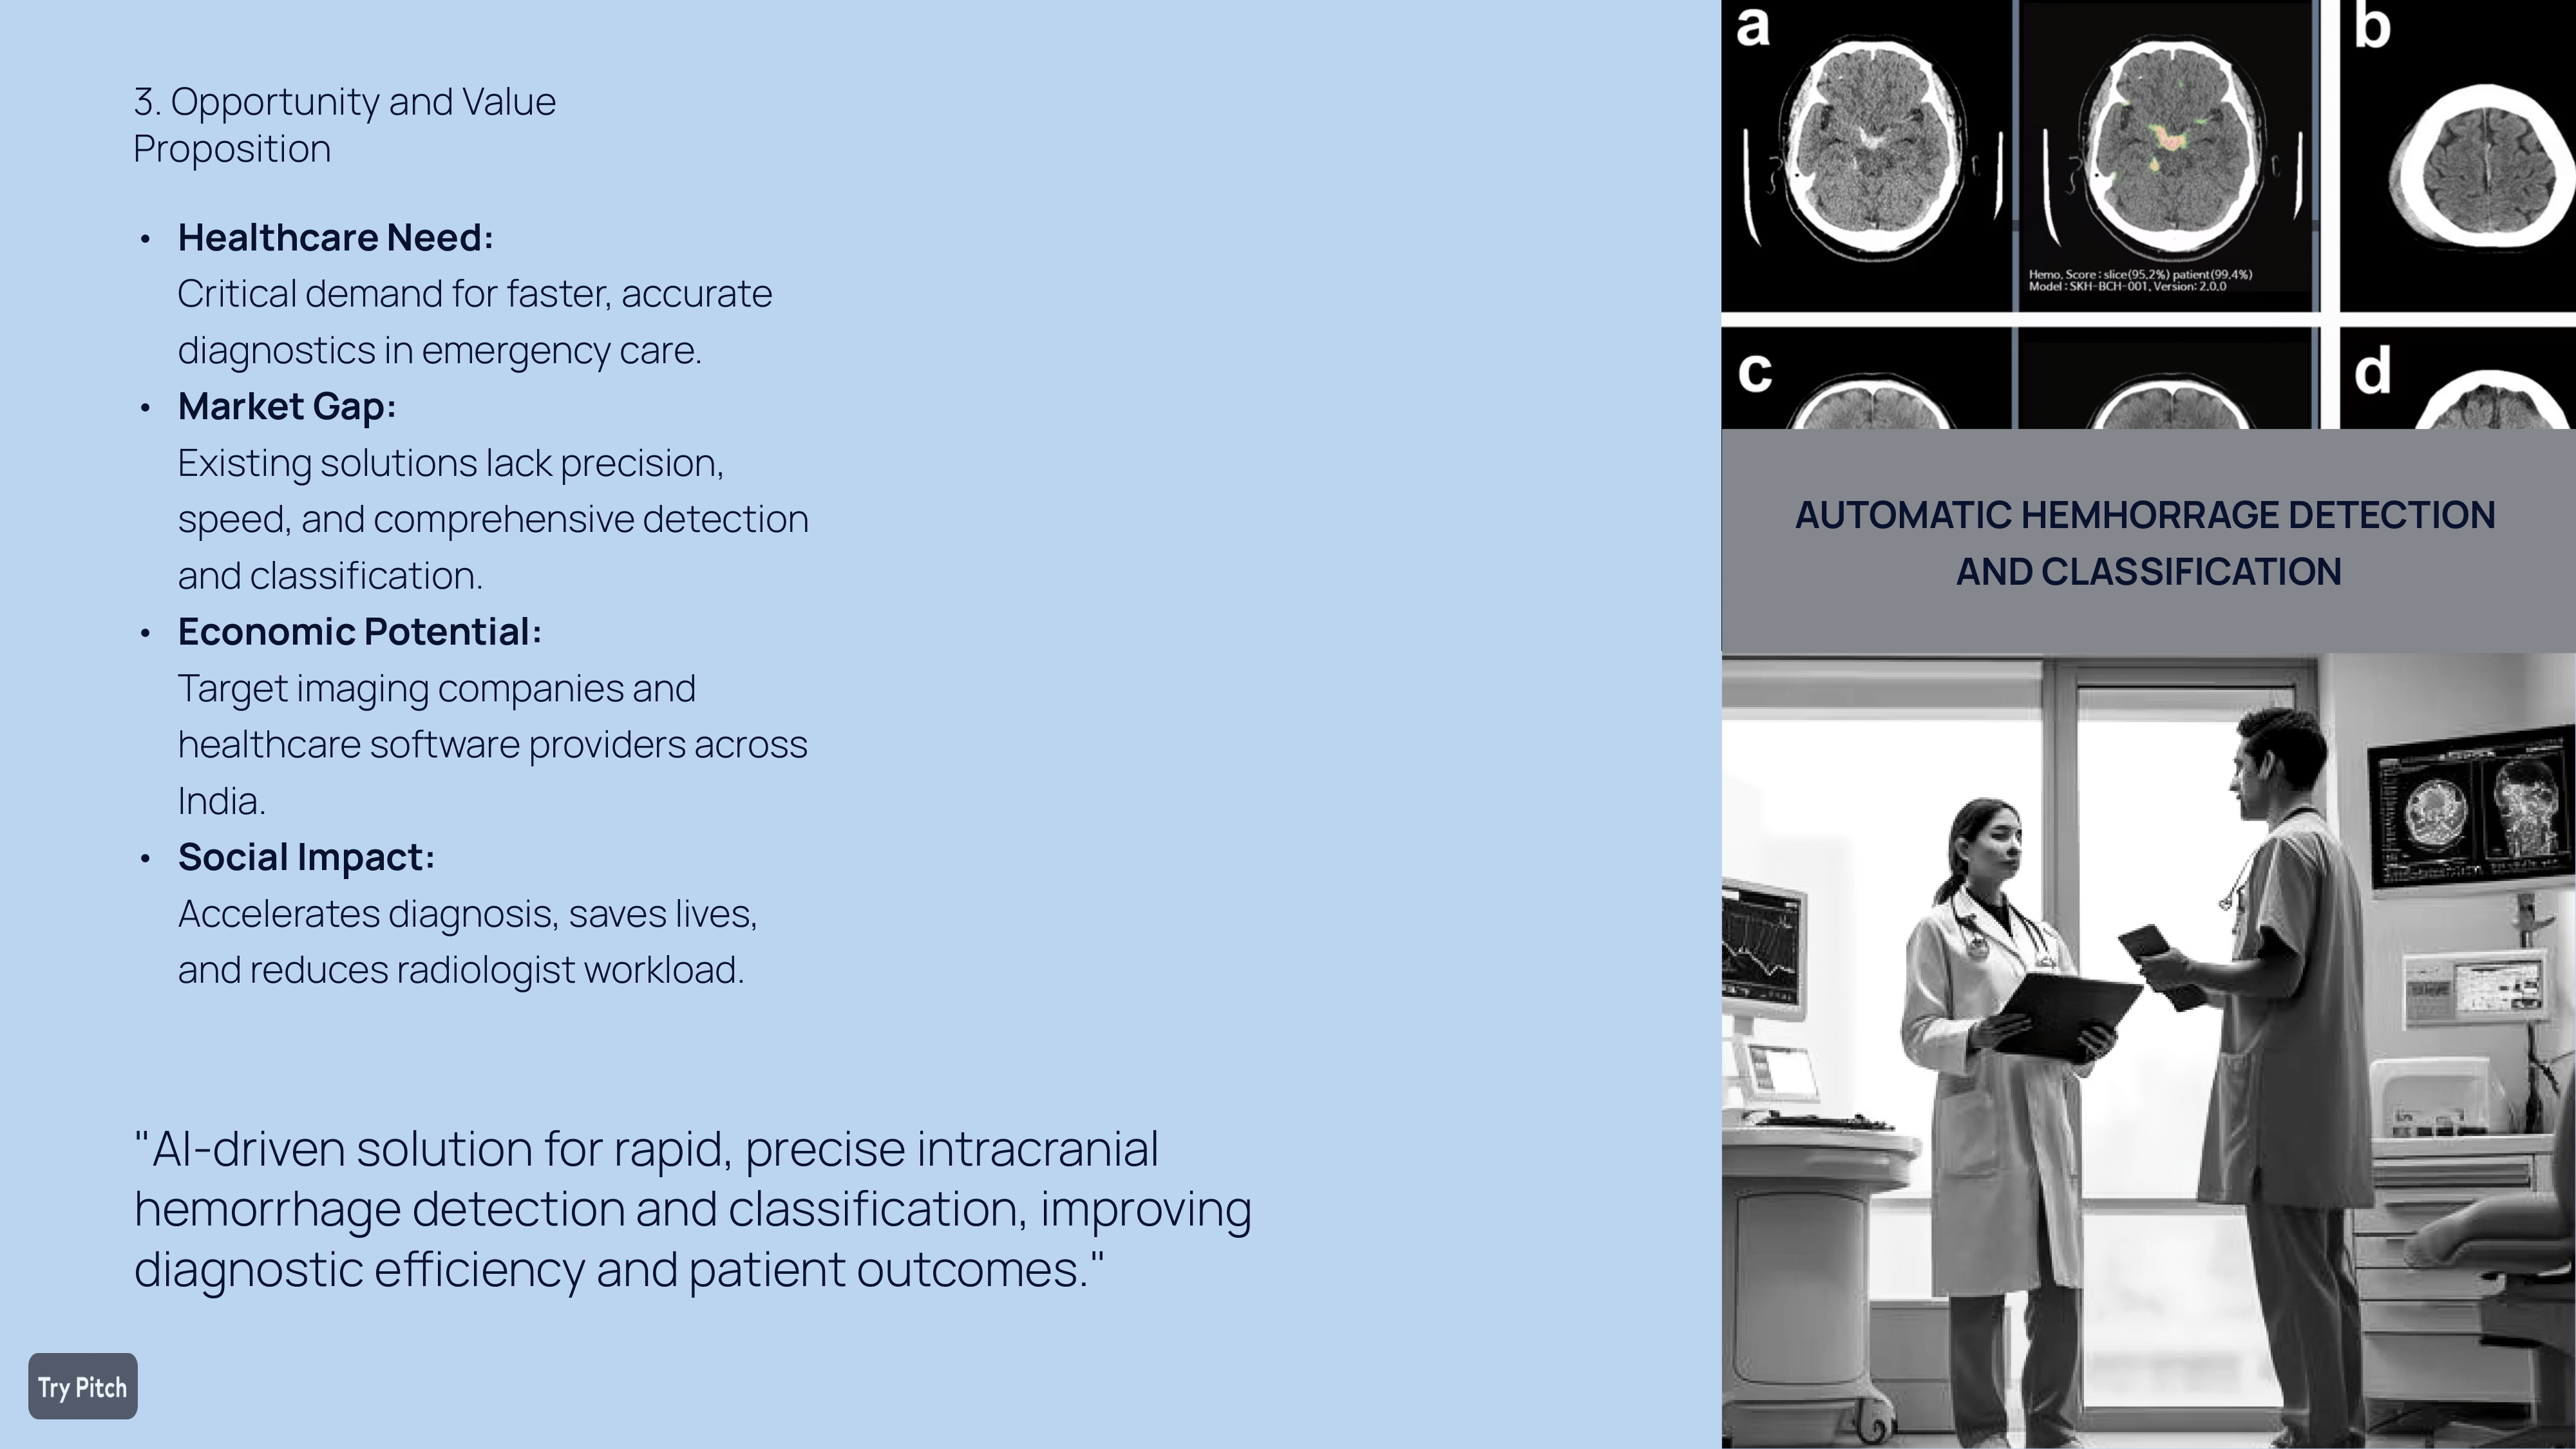 3. Opportunity and Value
Proposition
• Healthcare Need:
Critical demand for faster, accurate
diagnostics in emergency care.
• Market Gap:
Existing solutions lack precision,
speed, and comprehensive detection
and classification.
• Economic Potential:
Target imaging companies and
healthcare software providers across
India.
• Social Impact:
Accelerates diagnosis, saves lives,
and reduces radiologist workload.
"AI-driven solution for rapid, precise intracranial
hemorrhage detection and classification, improving
diagnostic efficiency and patient outcomes."
Try Pitch
a
b
Hemo. Score : slice(95.2%) patient(99.4%)
Model : SKH-BCH-001, Version: 2.0.0
c
d
AUTOMATIC HEMHORRAGE DETECTION
AND CLASSIFICATION